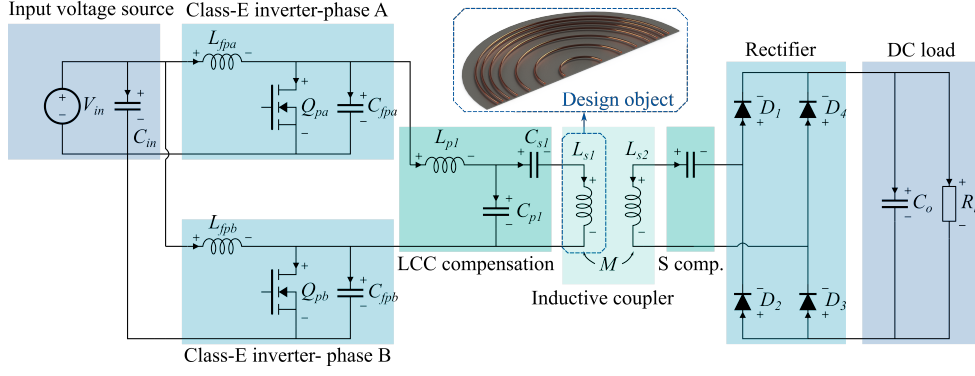 Input voltage source
Class-E inverter-phase A
L_fpa
V_in
C_in
Q_pa
C_fpa
Design object
Rectifier
DC load
D_1
D_4
L_p1
C_s1
L_s1
L_s2
C_p1
C_o
L_fpb
LCC compensation
M
S comp.
Inductive coupler
Q_pb
C_fpb
D_2
D_3
Class-E inverter- phase B